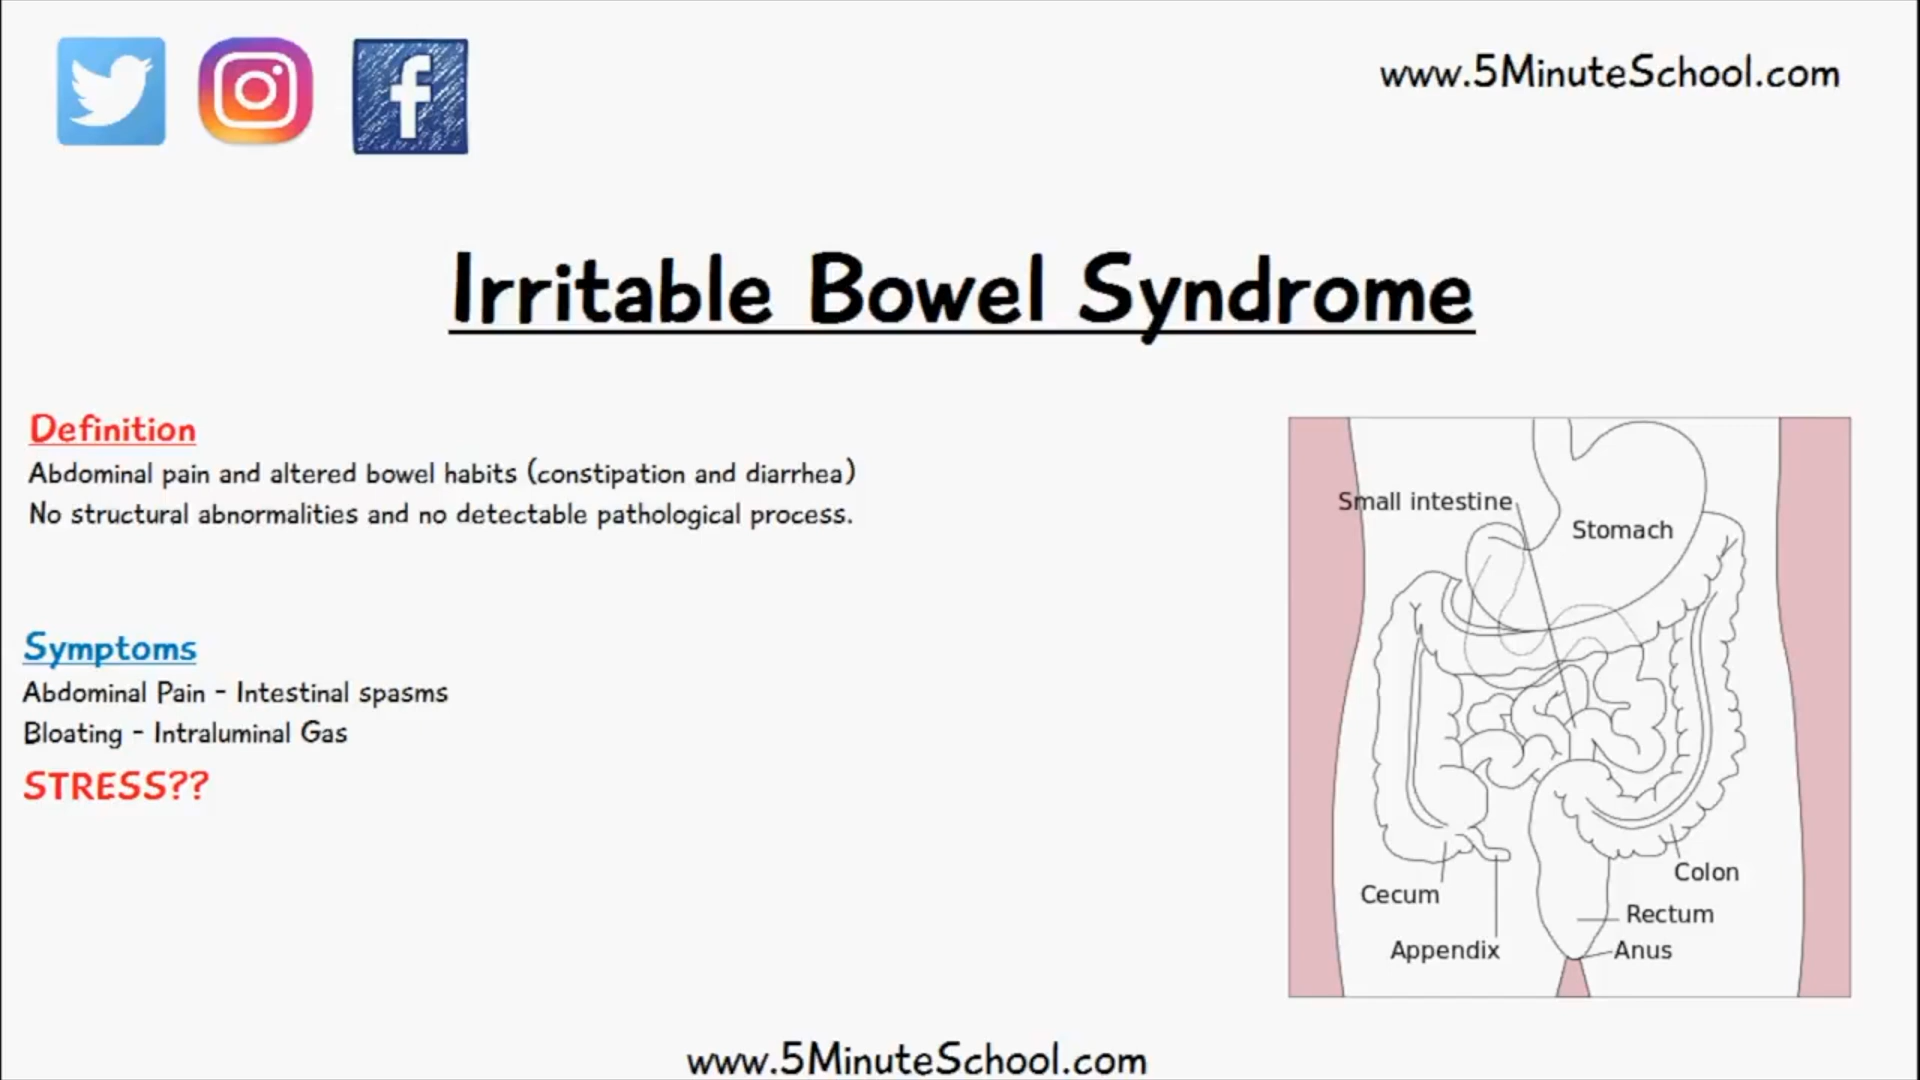 www.5MinuteSchool.com
Irritable Bowel Syndrome
Definition
Abdominal pain and altered bowel habits (constipation and diarrhea)
No structural abnormalities and no detectable pathological process.
Symptoms
Abdominal Pain - Intestinal spasms
Bloating - Intraluminal Gas
STRESS??
Small intestine
Stomach
Colon
Cecum
Rectum
Appendix
Anus
www.5MinuteSchool.com